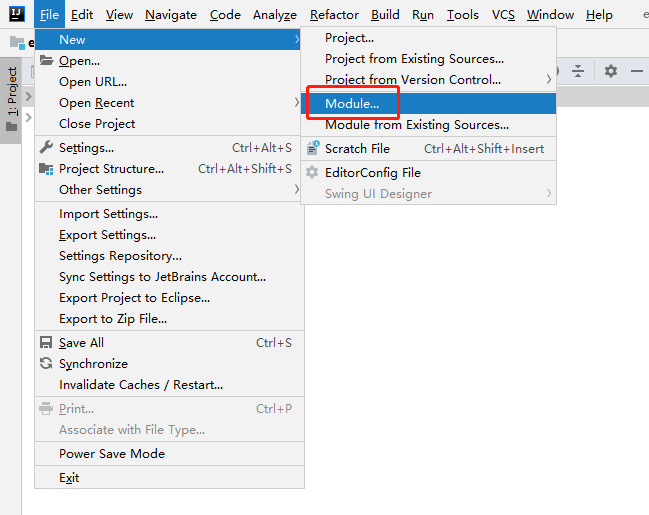 IJ File Edit View Navigate Code Analyze Refactor Build Run Tools VCS Window Help e
e
1: Project
New
Open...
Open URL...
Open Recent
Close Project
Settings... Ctrl+Alt+S
Project Structure... Ctrl+Alt+Shift+S
Other Settings
Import Settings...
Export Settings...
Settings Repository...
Sync Settings to JetBrains Account...
Export Project to Eclipse...
Export to Zip File...
Save All Ctrl+S
Synchronize
Invalidate Caches / Restart...
Print... Ctrl+P
Associate with File Type...
Power Save Mode
Exit
Project...
Project from Existing Sources...
Project from Version Control...
Module...
Module from Existing Sources...
Scratch File Ctrl+Alt+Shift+Insert
EditorConfig File
Swing UI Designer